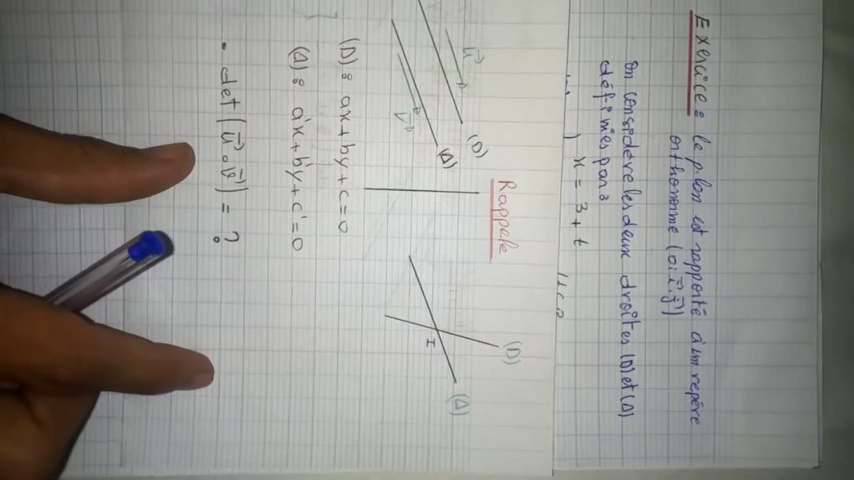 Exercice : le plan est rapporté à un repère
orthonormé (o; i⃗; j⃗)
on considère les deux droites (D) et (Δ)
définies par :
x = 3 + t
Rappele
u⃗
(D)
v⃗
(Δ)
(D)
I
(Δ)
(D) : ax + by + c = 0
(Δ) : a'x + b'y + c' = 0
• det(u⃗ ; v⃗) = ?